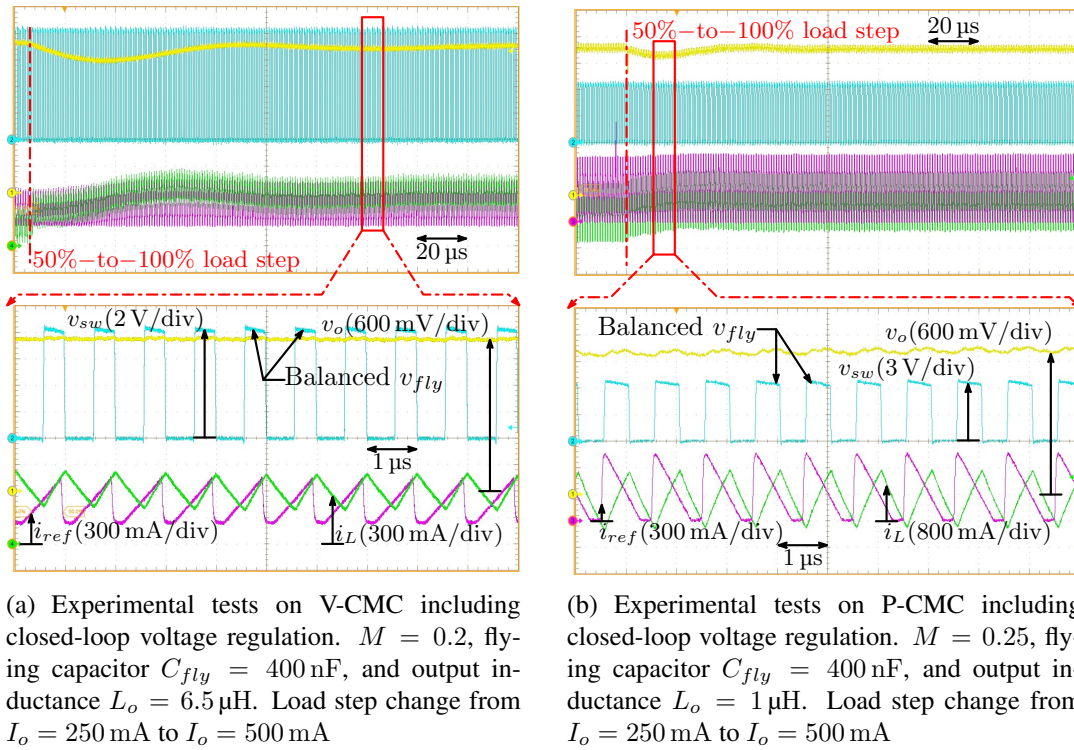 50%−to−100% load step
20 µs
v_sw(2 V/div)
v_o(600 mV/div)
Balanced v_fly
1 µs
i_ref(300 mA/div)
i_L(300 mA/div)
(a) Experimental tests on V-CMC including
closed-loop voltage regulation. M = 0.2, fly-
ing capacitor C_fly = 400 nF, and output in-
ductance L_o = 6.5 µH. Load step change from
I_o = 250 mA to I_o = 500 mA
20 µs
50%−to−100% load step
Balanced v_fly
v_o(600 mV/div)
v_sw(3 V/div)
i_ref(300 mA/div)
i_L(800 mA/div)
1 µs
(b) Experimental tests on P-CMC including
closed-loop voltage regulation. M = 0.25, fly-
ing capacitor C_fly = 400 nF, and output in-
ductance L_o = 1 µH. Load step change from
I_o = 250 mA to I_o = 500 mA